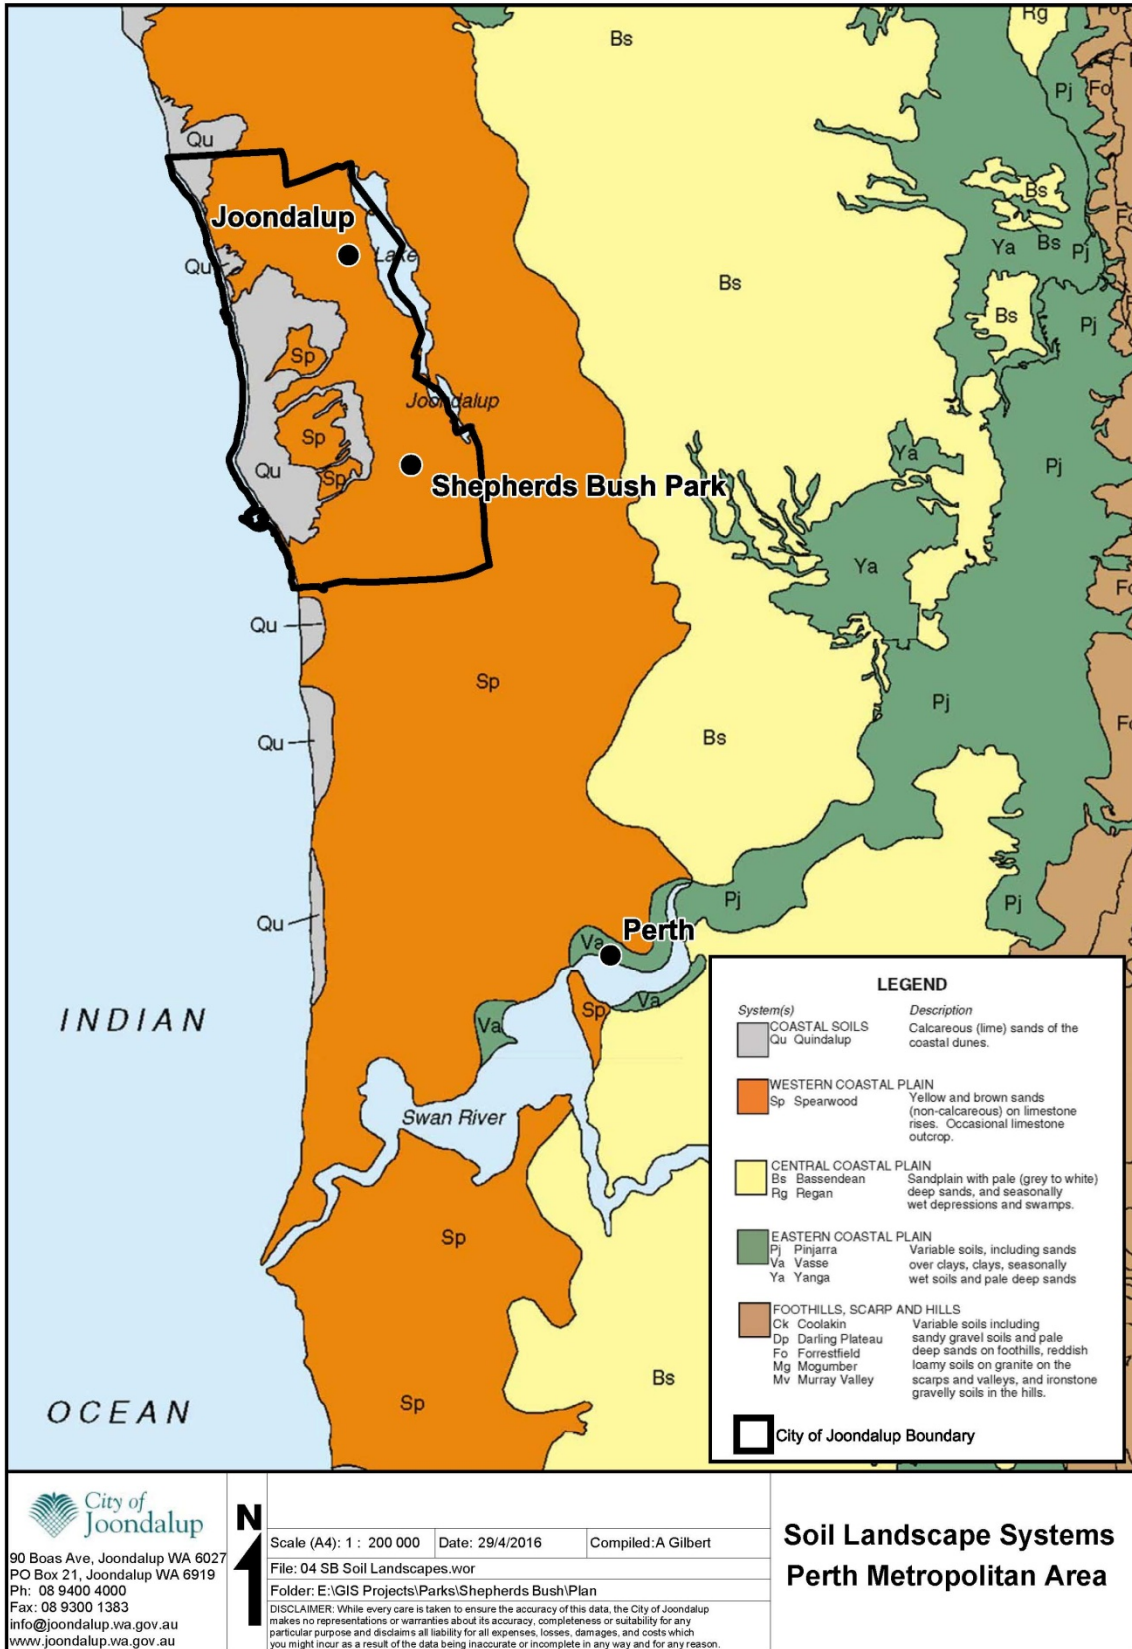 Bs
Rg
Fo
Pj
Fo
Qu
Bs
Joondalup
Ya
Bs
Pj
Fo
Qu
Lake
Bs
Bs
Pj
Sp
Joondalup
Sp
Ya
Pj
Qu
Sp
Shepherds Bush Park
Ya
Fo
Qu
Sp
Pj
Fo
Qu
Bs
Qu
Pj
Pj
Va
Perth
INDIAN
Va
Sp
Va
Swan River
Sp
Bs
Sp
OCEAN
LEGEND
System(s) Description
COASTAL SOILS
Qu Quindalup
Calcareous (lime) sands of the
coastal dunes.
WESTERN COASTAL PLAIN
Sp Spearwood
Yellow and brown sands
(non-calcareous) on limestone
rises. Occasional limestone
outcrop.
CENTRAL COASTAL PLAIN
Bs Bassendean
Rg Regan
Sandplain with pale (grey to white)
deep sands, and seasonally
wet depressions and swamps.
EASTERN COASTAL PLAIN
Pj Pinjarra
Va Vasse
Ya Yanga
Variable soils, including sands
over clays, clays, seasonally
wet soils and pale deep sands
FOOTHILLS, SCARP AND HILLS
Ck Coolakin
Dp Darling Plateau
Fo Forrestfield
Mg Mogumber
Mv Murray Valley
Variable soils including
sandy gravel soils and pale
deep sands on foothills, reddish
loamy soils on granite on the
scarps and valleys, and ironstone
gravelly soils in the hills.
City of Joondalup Boundary
City of
Joondalup
90 Boas Ave, Joondalup WA 6027
PO Box 21, Joondalup WA 6919
Ph: 08 9400 4000
Fax: 08 9300 1383
info@joondalup.wa.gov.au
www.joondalup.wa.gov.au
N
Scale (A4): 1 : 200 000 Date: 29/4/2016 Compiled:A Gilbert
File: 04 SB Soil Landscapes.wor
Folder: E:\GIS Projects\Parks\Shepherds Bush\Plan
DISCLAIMER: While every care is taken to ensure the accuracy of this data, the City of Joondalup
makes no representations or warranties about its accuracy, completeness or suitability for any
particular purpose and disclaims all liability for all expenses, losses, damages, and costs which
you might incur as a result of the data being inaccurate or incomplete in any way and for any reason.
Soil Landscape Systems
Perth Metropolitan Area